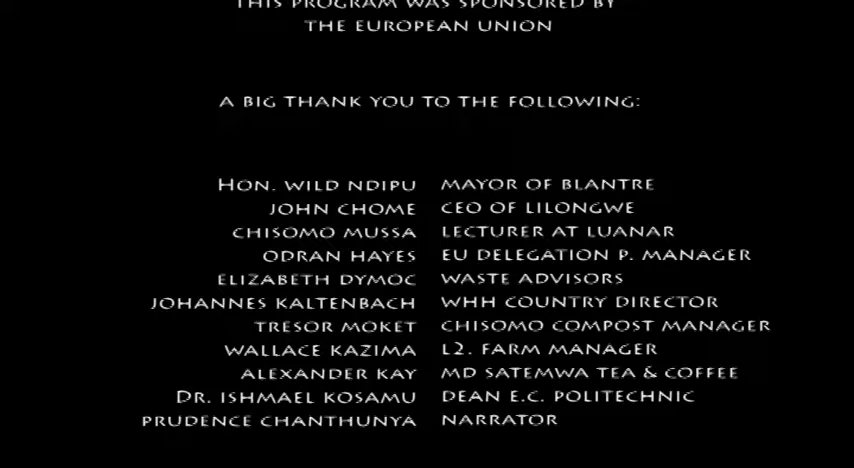 THIS PROGRAM WAS SPONSORED BY
THE EUROPEAN UNION
A BIG THANK YOU TO THE FOLLOWING:
HON. WILD NDIPU MAYOR OF BLANTRE
JOHN CHOME CEO OF LILONGWE
CHISOMO MUSSA LECTURER AT LUANAR
ODRAN HAYES EU DELEGATION P. MANAGER
ELIZABETH DYMOC WASTE ADVISORS
JOHANNES KALTENBACH WHH COUNTRY DIRECTOR
TRESOR MOKET CHISOMO COMPOST MANAGER
WALLACE KAZIMA L2. FARM MANAGER
ALEXANDER KAY MD SATEMWA TEA & COFFEE
DR. ISHMAEL KOSAMU DEAN E.C. POLITECHNIC
PRUDENCE CHANTHUNYA NARRATOR